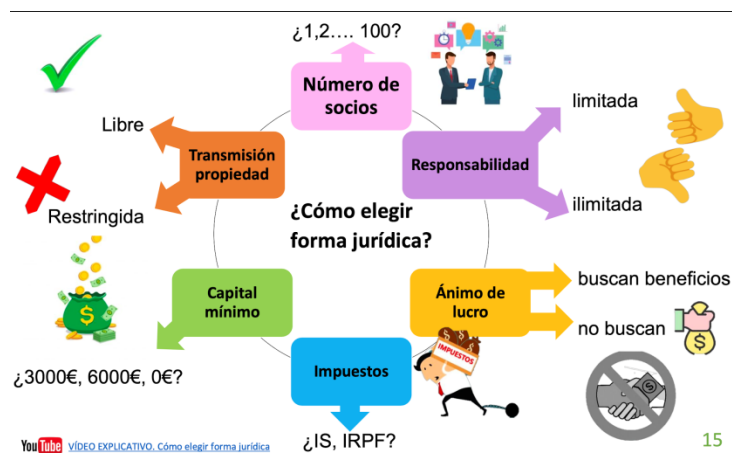 ¿1,2.... 100?
Número de
socios
limitada
Libre
Transmisión
propiedad
Responsabilidad
Restringida
ilimitada
¿Cómo elegir
forma jurídica?
$
Capital
mínimo
Ánimo de
lucro
buscan beneficios
no buscan
$
IMPUESTOS
Impuestos
$
¿3000€, 6000€, 0€?
¿IS, IRPF?
YouTube VÍDEO EXPLICATIVO. Cómo elegir forma jurídica
15